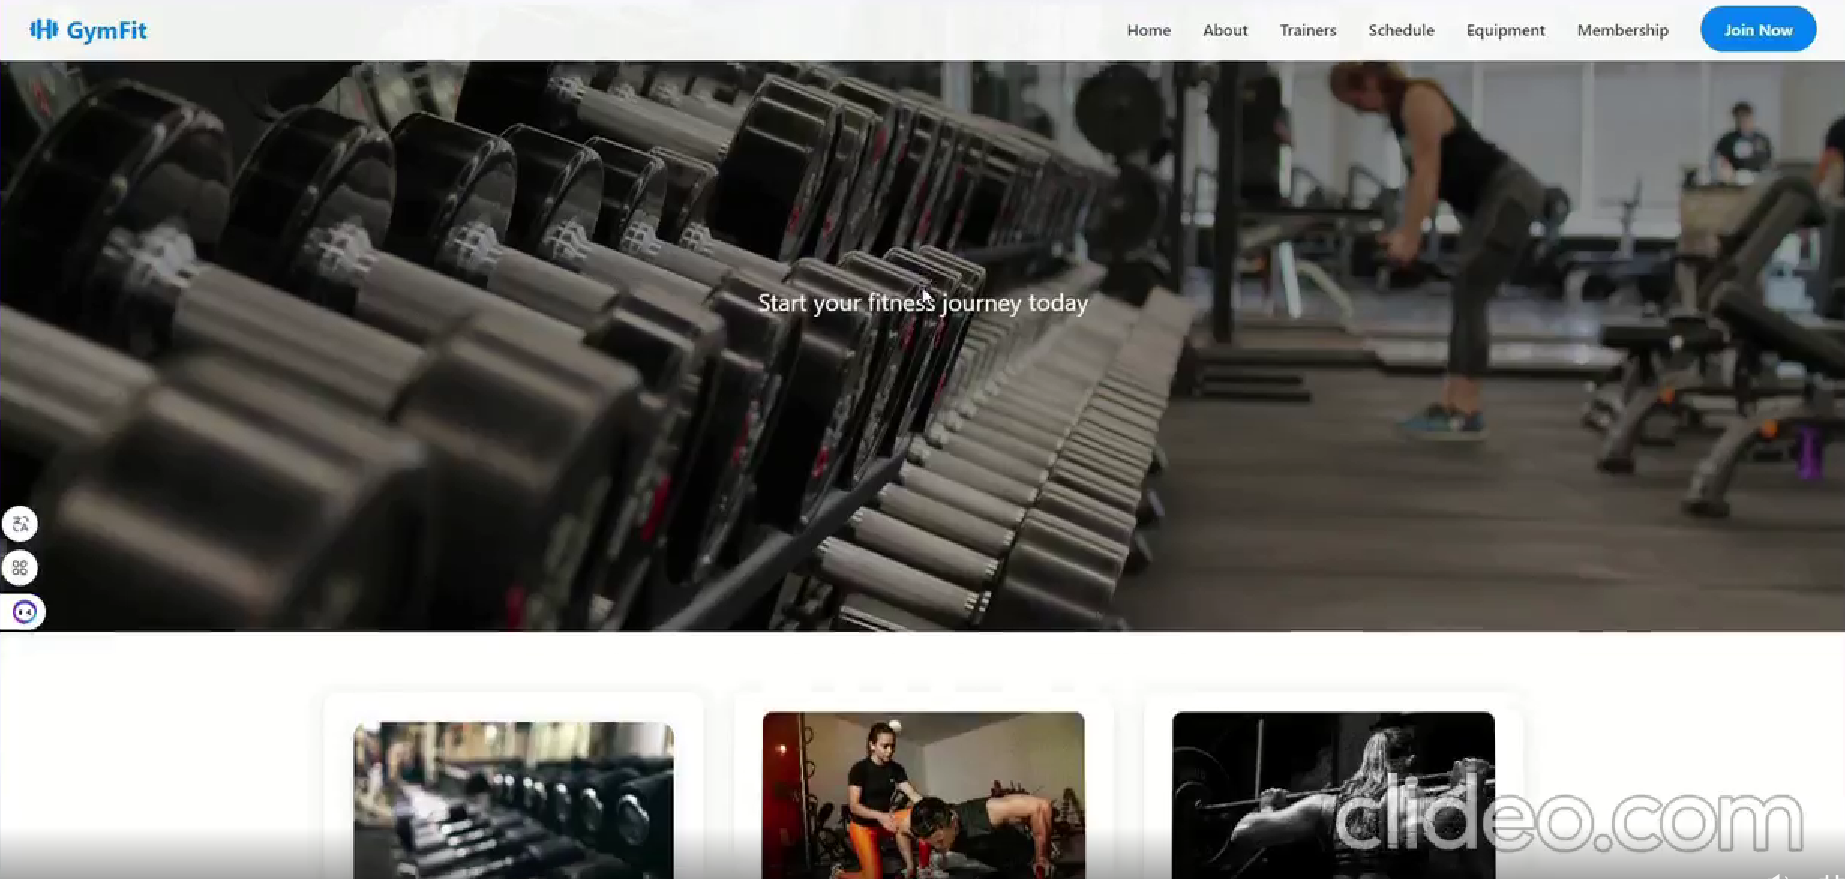 GymFit
Home About Trainers Schedule Equipment Membership Join Now
Start your fitness journey today
clideo.com